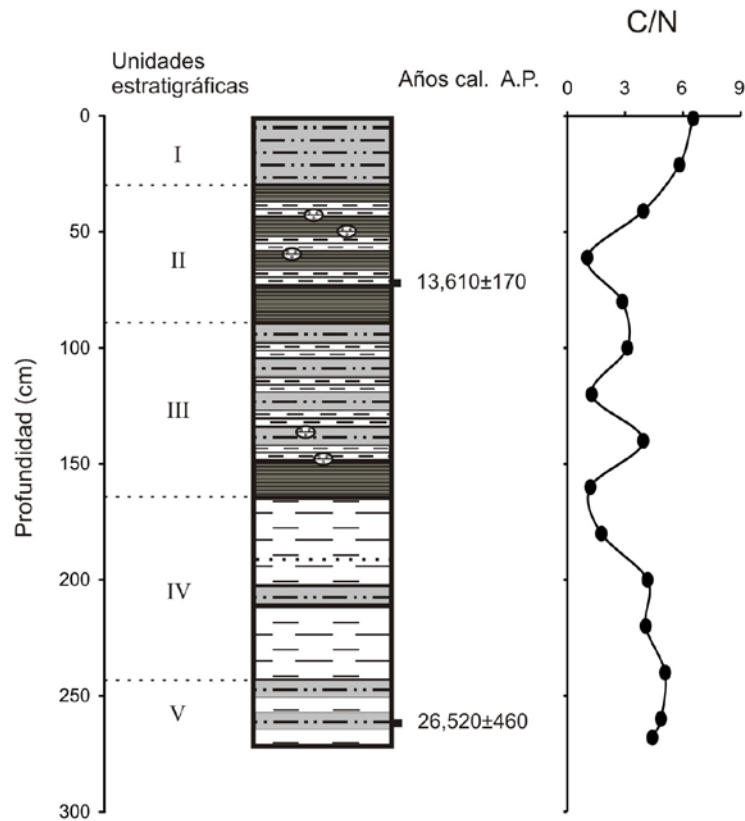 C/N
Unidades
estratigráficas
Años cal. A.P.
0 3 6 9
0
I
50
II
13,610±170
100
III
150
Profundidad (cm)
200
IV
250
V
26,520±460
300